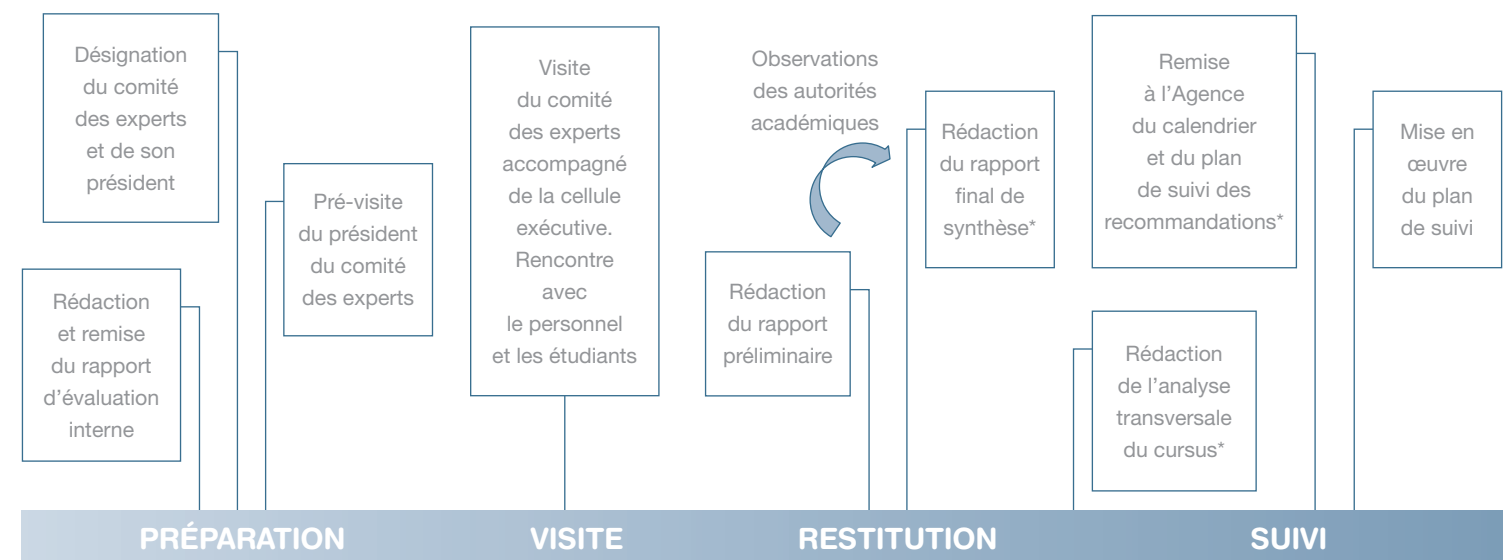 Désignation
du comité
des experts
et de son
président
Rédaction
et remise
du rapport
d'évaluation
interne
Pré-visite
du président
du comité
des experts
Visite
du comité
des experts
accompagné
de la cellule
exécutive.
Rencontre
avec
le personnel
et les étudiants
Observations
des autorités
académiques
Rédaction
du rapport
préliminaire
Rédaction
du rapport
final de
synthèse*
Remise
à l'Agence
du calendrier
et du plan
de suivi des
recommandations*
Rédaction
de l'analyse
transversale
du cursus*
Mise en
œuvre
du plan
de suivi
PRÉPARATION
VISITE
RESTITUTION
SUIVI